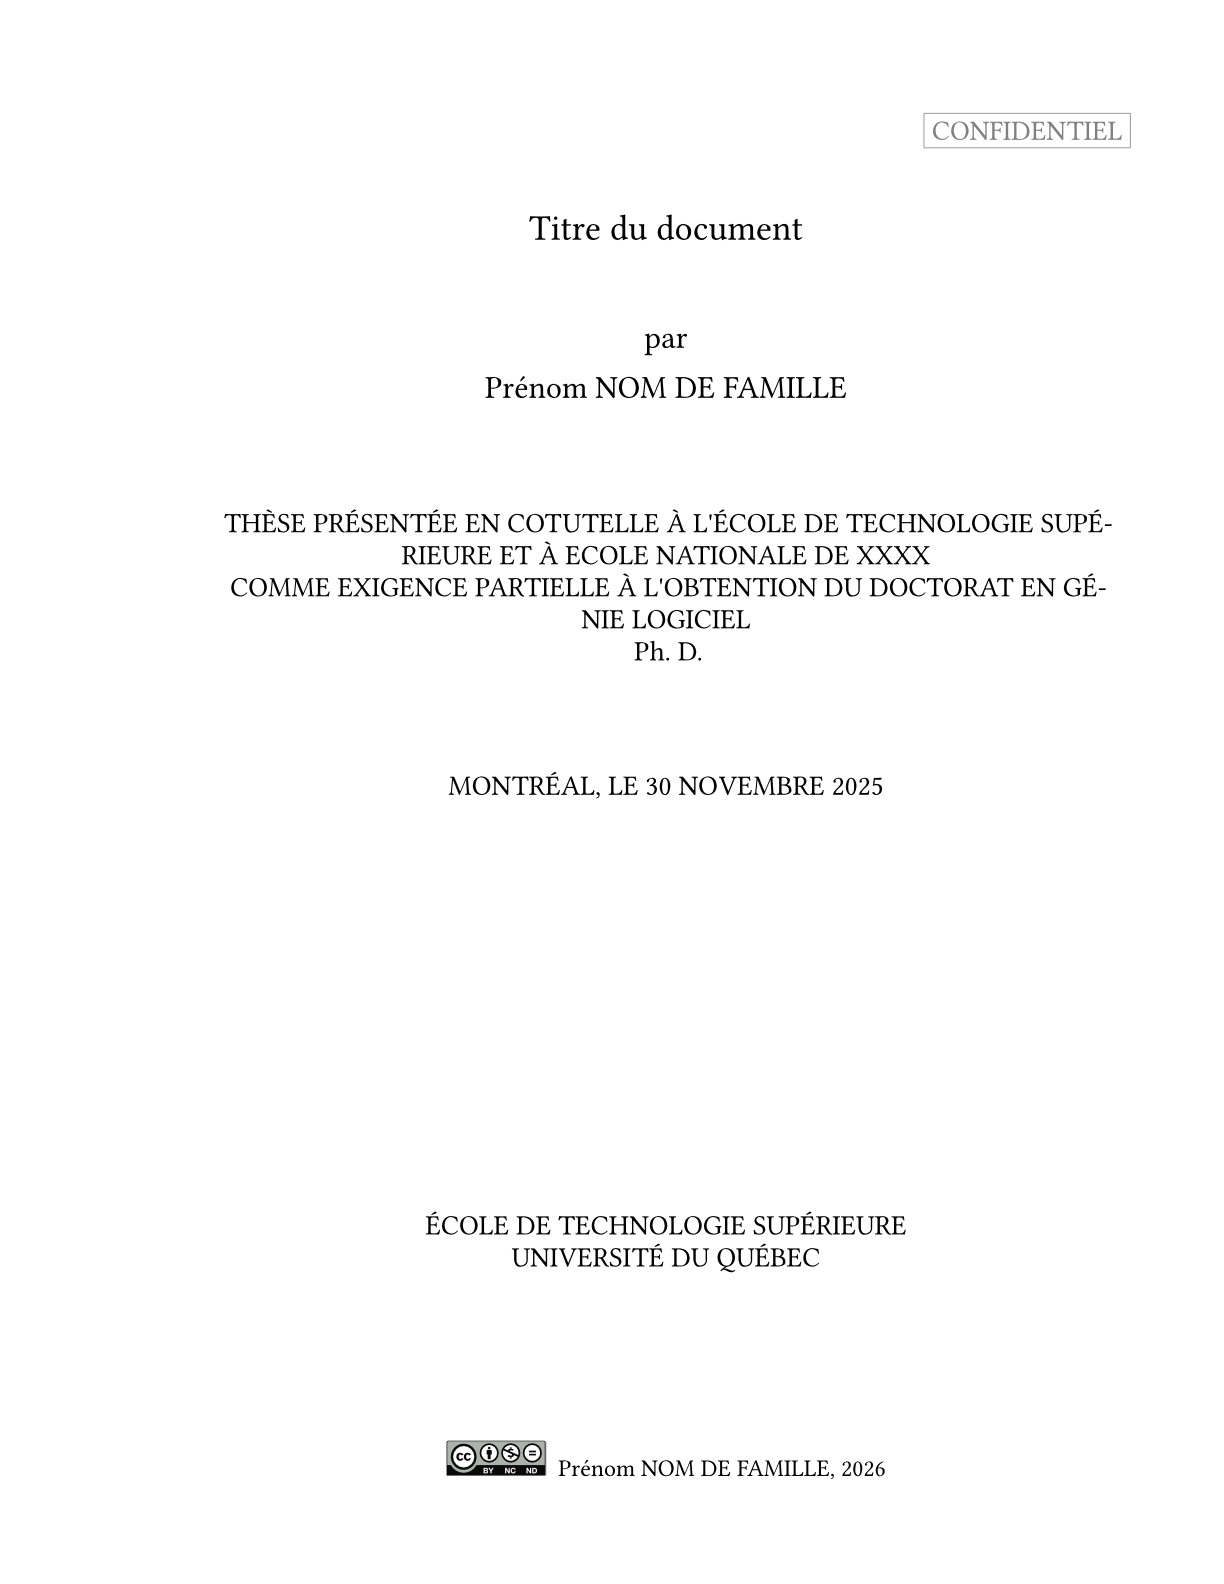 CONFIDENTIEL
Titre du document
par
Prénom NOM DE FAMILLE
THÈSE PRÉSENTÉE EN COTUTELLE À L'ÉCOLE DE TECHNOLOGIE SUPÉ-
RIEURE ET À ECOLE NATIONALE DE XXXX
COMME EXIGENCE PARTIELLE À L'OBTENTION DU DOCTORAT EN GÉ-
NIE LOGICIEL
Ph. D.
MONTRÉAL, LE 30 NOVEMBRE 2025
ÉCOLE DE TECHNOLOGIE SUPÉRIEURE
UNIVERSITÉ DU QUÉBEC
cc BY NC ND Prénom NOM DE FAMILLE, 2026